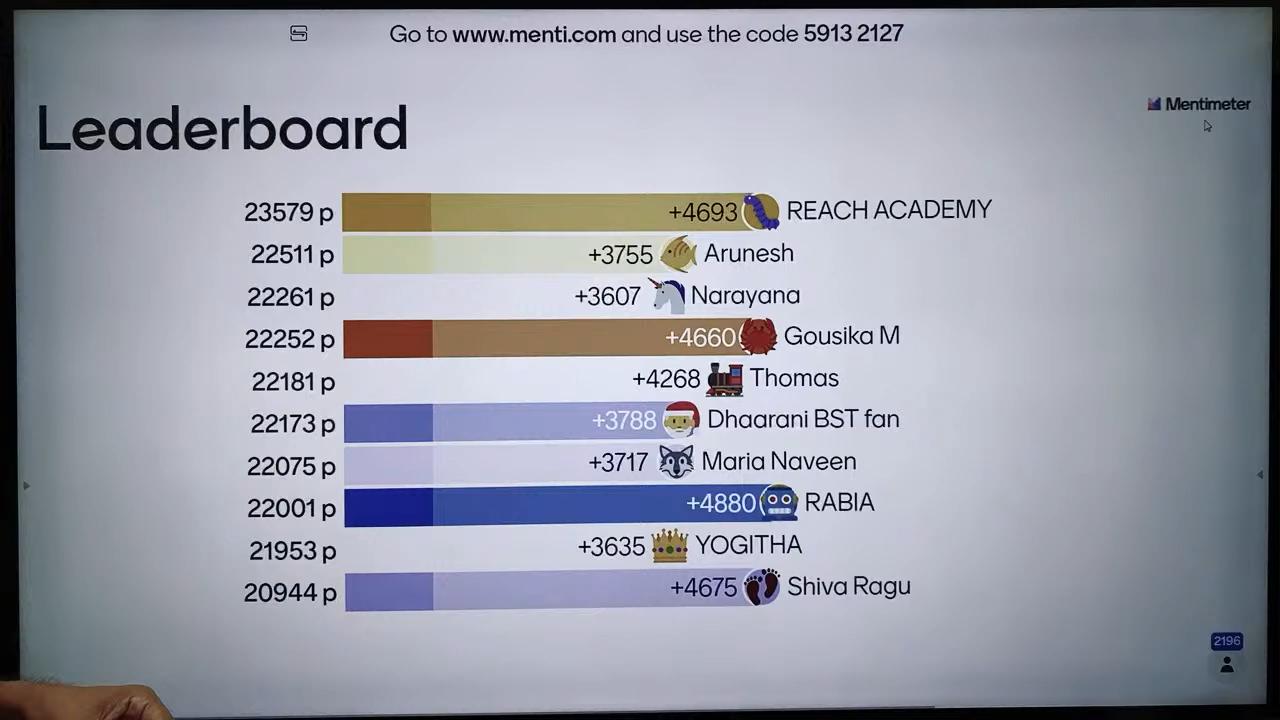 Go to www.menti.com and use the code 5913 2127
Mentimeter
Leaderboard
23579 p +4693 REACH ACADEMY
22511 p +3755 Arunesh
22261 p +3607 Narayana
22252 p +4660 Gousika M
22181 p +4268 Thomas
22173 p +3788 Dhaarani BST fan
22075 p +3717 Maria Naveen
22001 p +4880 RABIA
21953 p +3635 YOGITHA
20944 p +4675 Shiva Ragu
2196